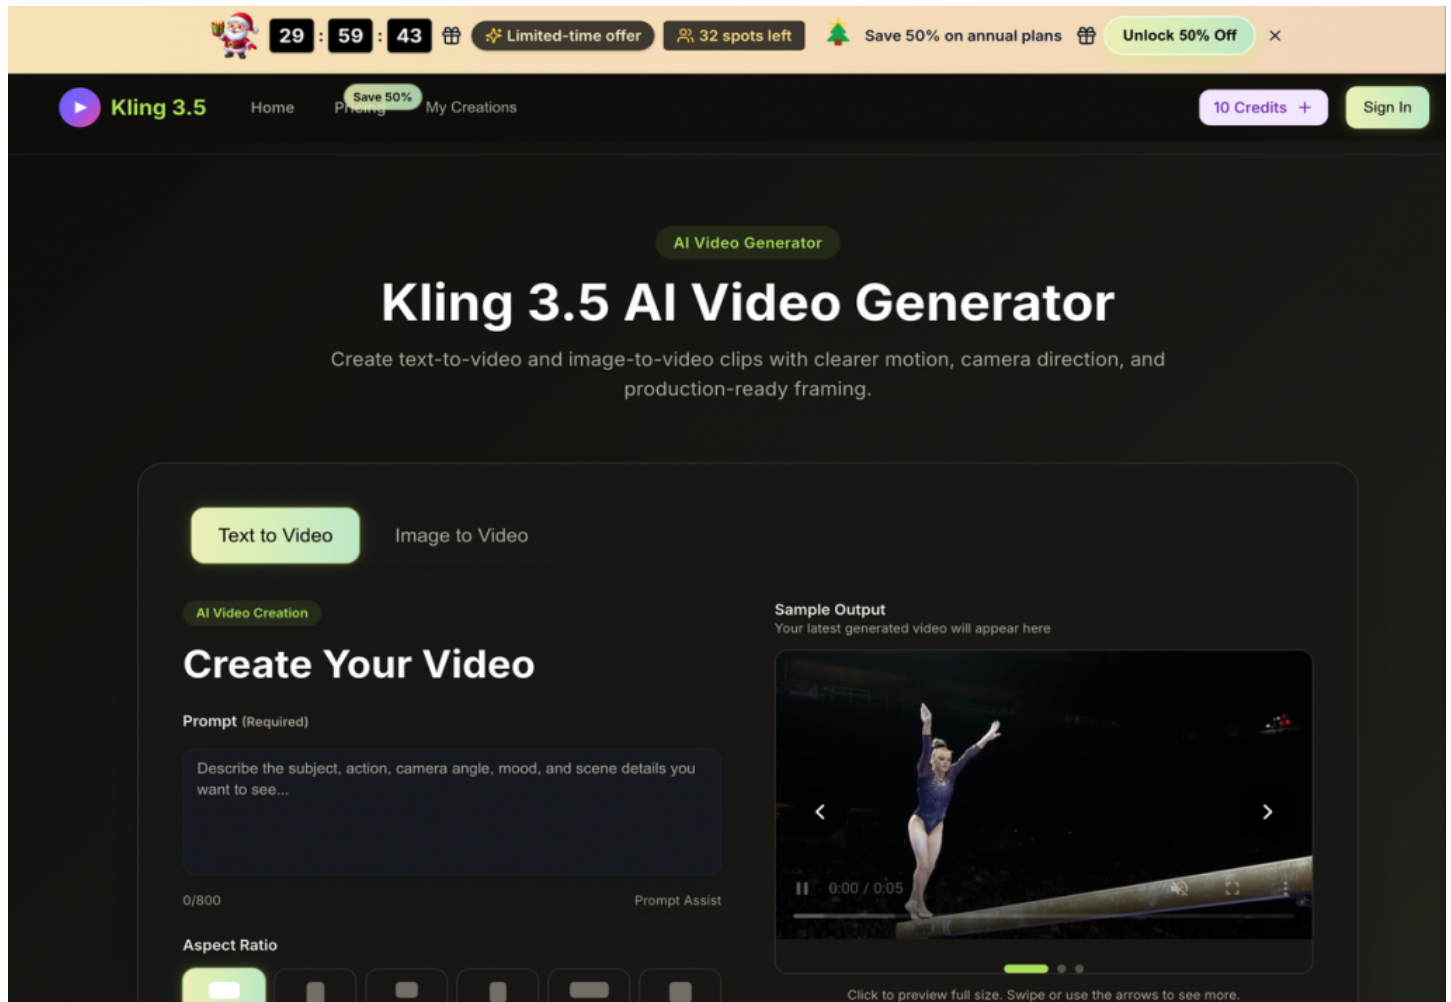 29 : 59 : 43 Limited-time offer 32 spots left Save 50% on annual plans Unlock 50% Off
Kling 3.5 Home Pricing Save 50% My Creations 10 Credits + Sign In
AI Video Generator
Kling 3.5 AI Video Generator
Create text-to-video and image-to-video clips with clearer motion, camera direction, and
production-ready framing.
Text to Video Image to Video
AI Video Creation
Create Your Video
Prompt (Required)
Describe the subject, action, camera angle, mood, and scene details you
want to see...
0/800 Prompt Assist
Aspect Ratio
Sample Output
Your latest generated video will appear here
0:00 / 0:05
Click to preview full size. Swipe or use the arrows to see more.